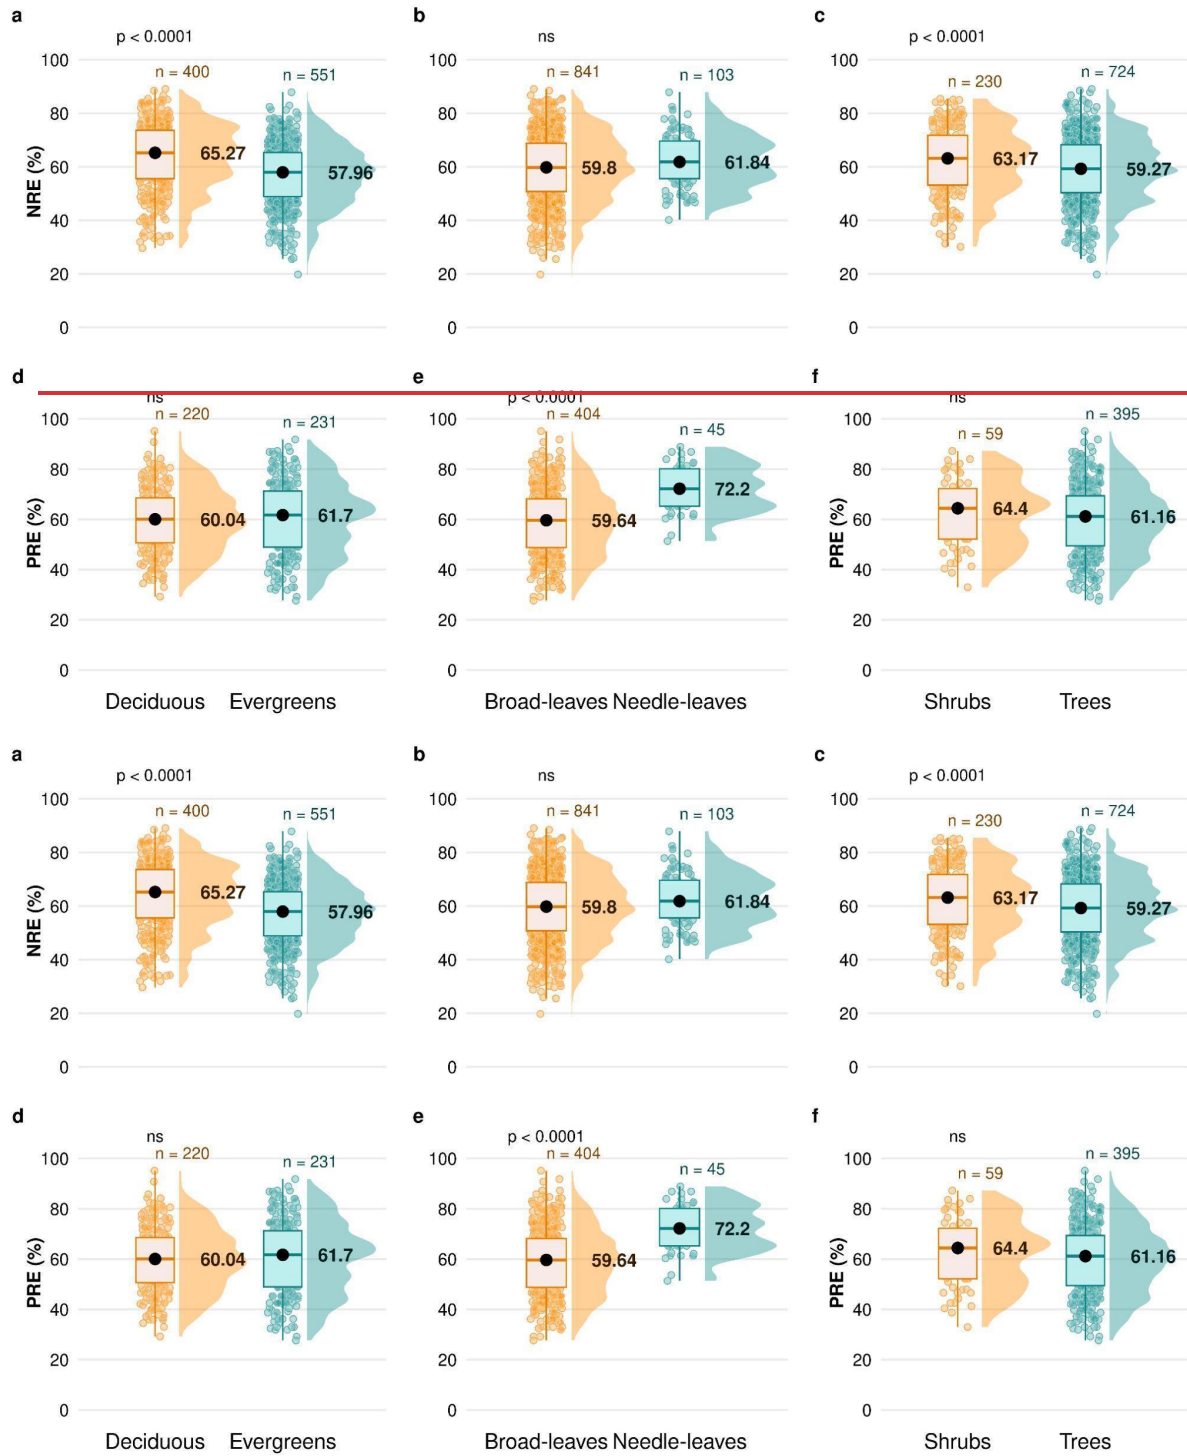 a b c
p < 0.0001 ns p < 0.0001
n = 400 n = 551 n = 841 n = 103 n = 230 n = 724
NRE (%)
100 100 100
80 80 80
60 60 60
40 40 40
20 20 20
0 0 0
65.27 57.96 59.8 61.84 63.17 59.27
d e f
ns p < 0.0001 ns
n = 220 n = 231 n = 404 n = 45 n = 59 n = 395
PRE (%) PRE (%)
100 100 100
80 80 80
60 60 60
40 40 40
20 20 20
0 0 0
60.04 61.7 59.64 72.2 64.4 61.16
Deciduous Evergreens Broad-leaves Needle-leaves Shrubs Trees
a b c
p < 0.0001 ns p < 0.0001
n = 400 n = 551 n = 841 n = 103 n = 230 n = 724
NRE (%)
100 100 100
80 80 80
60 60 60
40 40 40
20 20 20
0 0 0
65.27 57.96 59.8 61.84 63.17 59.27
d e f
ns p < 0.0001 ns
n = 220 n = 231 n = 404 n = 45 n = 59 n = 395
PRE (%) PRE (%)
100 100 100
80 80 80
60 60 60
40 40 40
20 20 20
0 0 0
60.04 61.7 59.64 72.2 64.4 61.16
Deciduous Evergreens Broad-leaves Needle-leaves Shrubs Trees